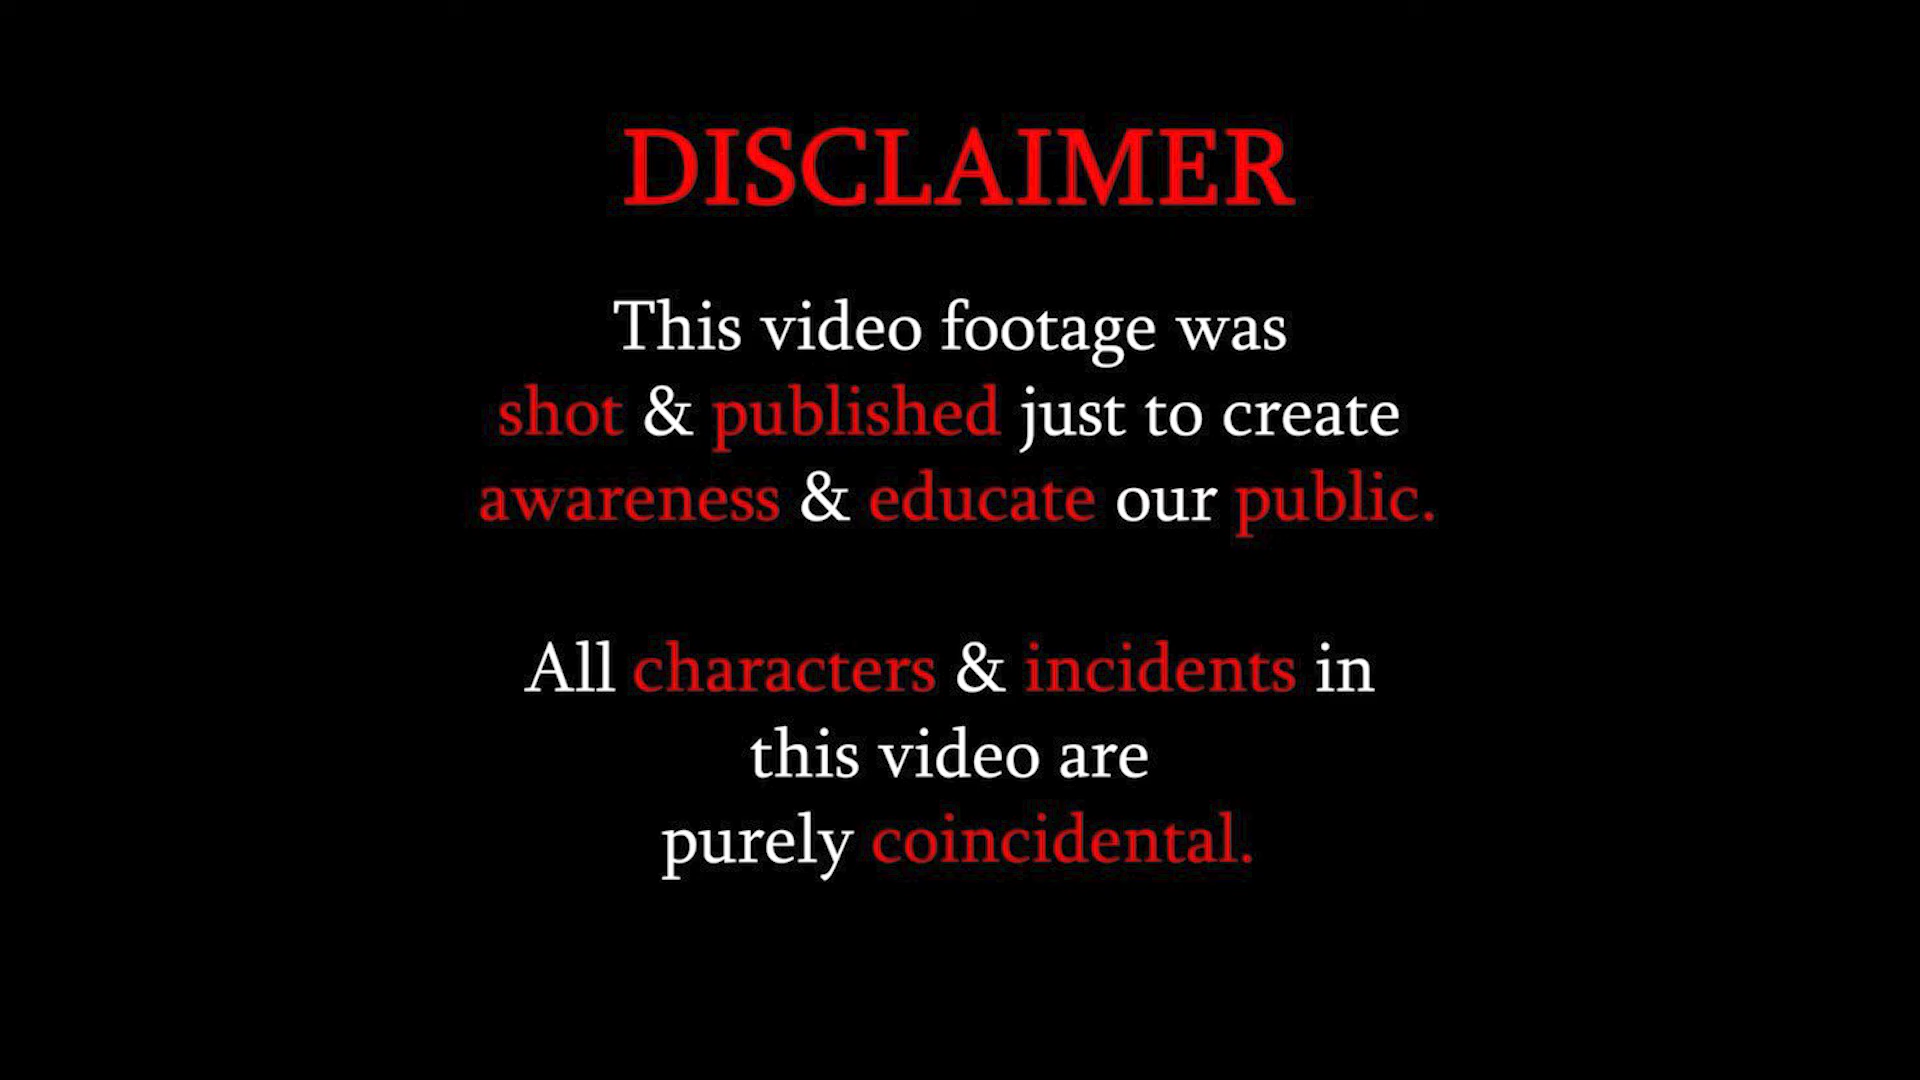 DISCLAIMER
This video footage was
shot & published just to create
awareness & educate our public.
All characters & incidents in
this video are
purely coincidental.